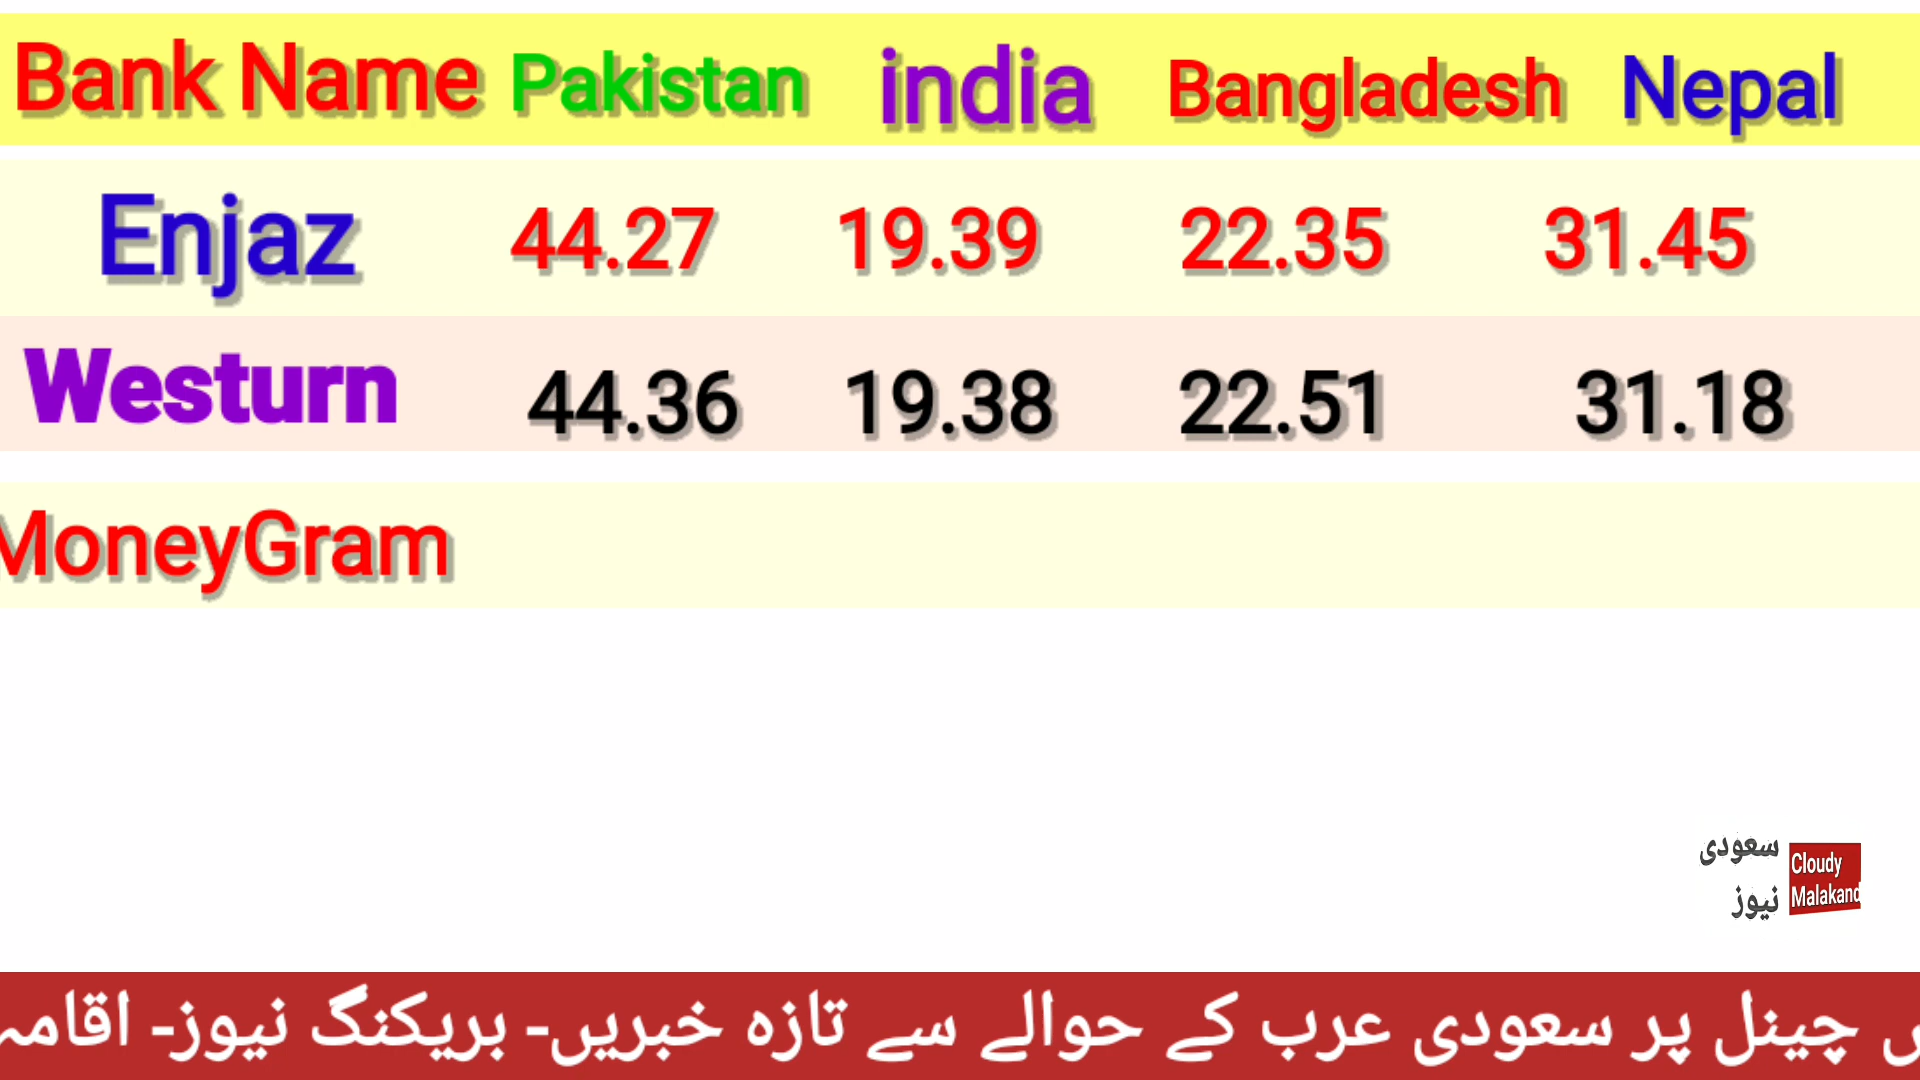 Bank Name Pakistan india Bangladesh Nepal
Enjaz 44.27 19.39 22.35 31.45
Westurn 44.36 19.38 22.51 31.18
MoneyGram
سعودی
نیوز
Cloudy
Malakand
چینل پر سعودی عرب کے حوالے سے تازہ خبریں- بریکنگ نیوز- اقامہ